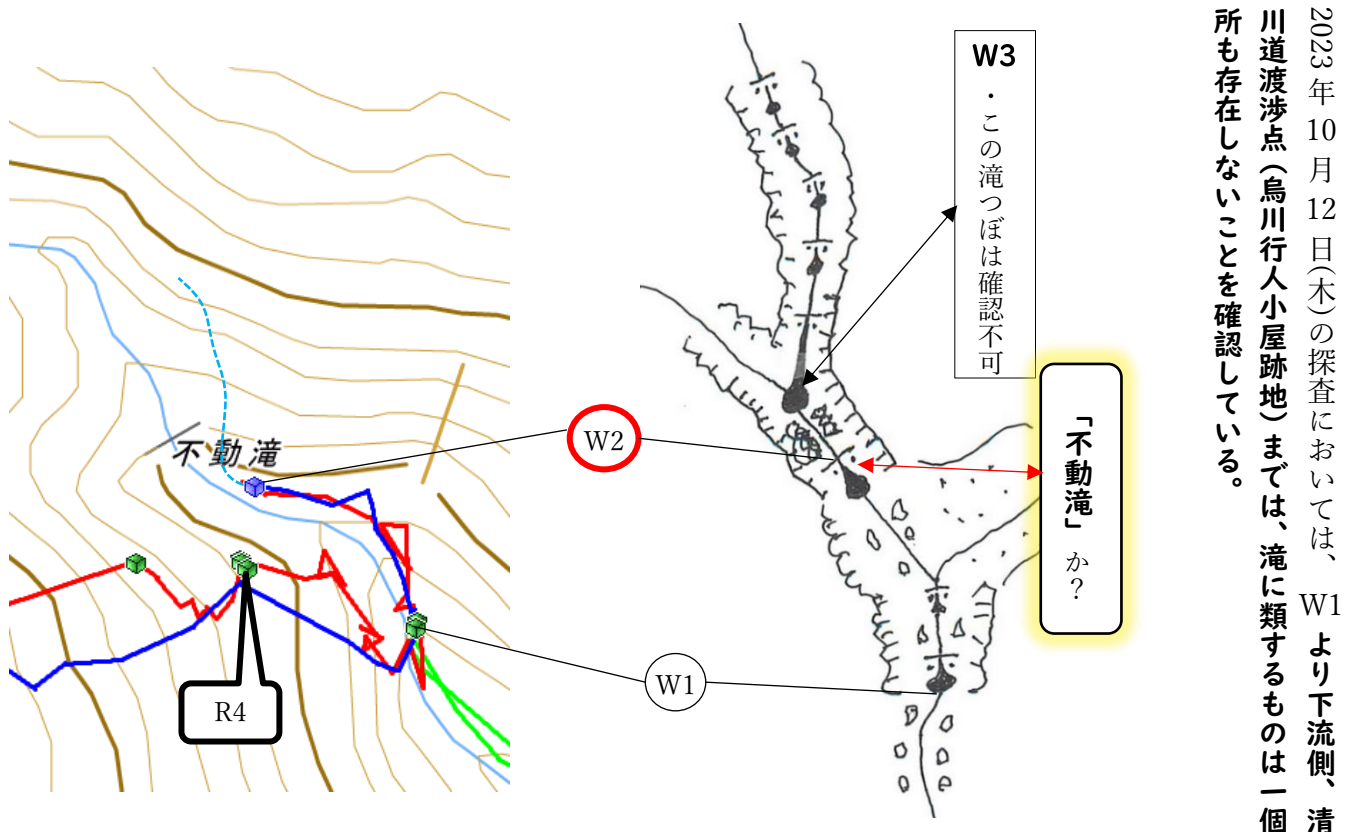 2023年10月12日(木)の探査においては、W1より下流側、清
川道渡渉点(烏川行人小屋跡地)までは、滝に類するものは一個
所も存在しないことを確認している。
「不動滝」か？
W3
・この滝つぼは確認不可
W2
W1
不動滝
R4